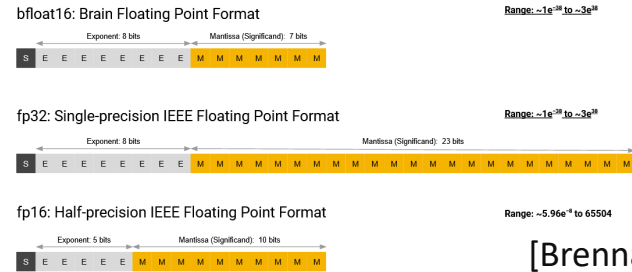 bfloat16: Brain Floating Point Format Range: ~1e⁻³⁸ to ~3e³⁸
Exponent: 8 bits Mantissa (Significand): 7 bits
S E E E E E E E E M M M M M M M
fp32: Single-precision IEEE Floating Point Format Range: ~1e⁻³⁸ to ~3e³⁸
Exponent: 8 bits Mantissa (Significand): 23 bits
S E E E E E E E E M M M M M M M M M M M M M M M M M M M M M M M
fp16: Half-precision IEEE Floating Point Format Range: ~5.96e⁻⁸ to 65504
Exponent: 5 bits Mantissa (Significand): 10 bits
S E E E E E M M M M M M M M M M
[Brenna